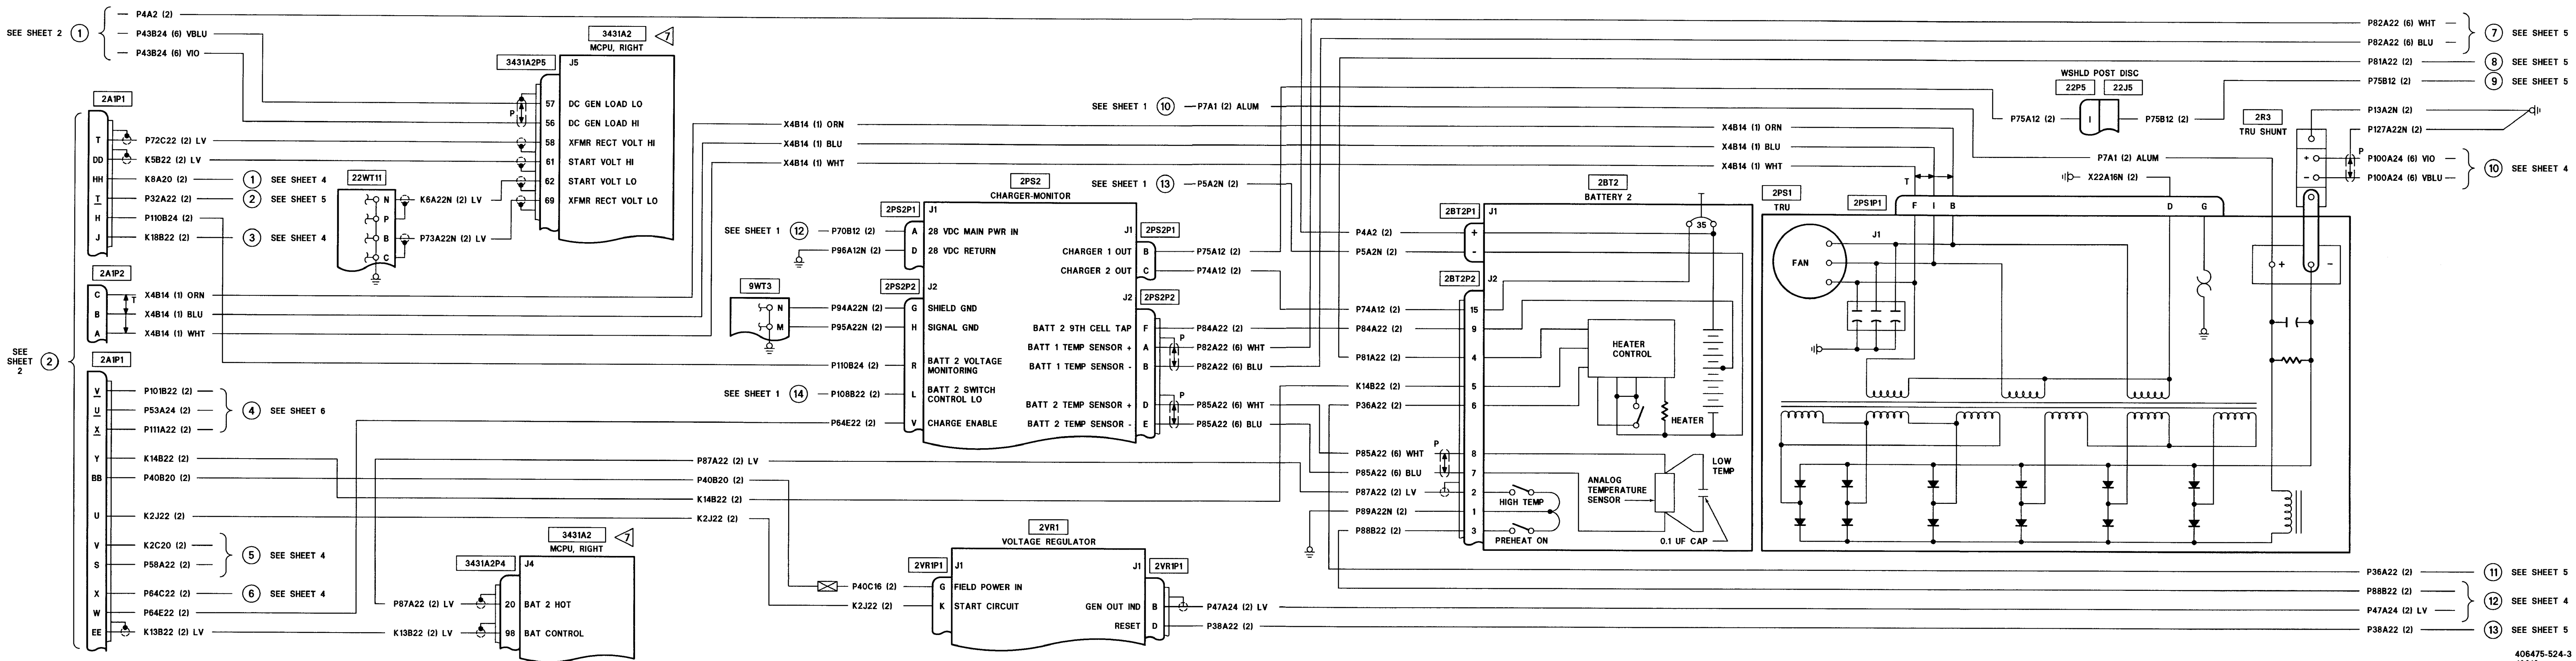 SEE SHEET 2 1
P4A2 (2)
P43B24 (6) VBLU
P43B24 (6) VIO
2A1P1
T P72C22 (2) LV
DD K5B22 (2) LV
HH K8A20 (2) 1 SEE SHEET 4
T P32A22 (2) 2 SEE SHEET 5
H P110B24 (2)
J K18B22 (2) 3 SEE SHEET 4
2A1P2
C X4B14 (1) ORN
T
B X4B14 (1) BLU
A X4B14 (1) WHT
SEE SHEET 2 2
2A1P1
V P101B22 (2)
U P53A24 (2) 4 SEE SHEET 6
X P111A22 (2)
Y K14B22 (2)
BB P40B20 (2)
U K2J22 (2)
V K2C20 (2)
5 SEE SHEET 4
S P58A22 (2)
X P64C22 (2) 6 SEE SHEET 4
W P64E22 (2)
EE K13B22 (2) LV
K13B22 (2) LV
3431A2 7
MCPU, RIGHT
3431A2P5
J5
P
57 DC GEN LOAD LO
56 DC GEN LOAD HI
58 XFMR RECT VOLT HI
61 START VOLT HI
62 START VOLT LO
69 XFMR RECT VOLT LO
22WT11
N K6A22N (2) LV
P
B P73A22N (2) LV
C
3431A2 7
MCPU, RIGHT
3431A2P4
J4
P87A22 (2) LV
20 BAT 2 HOT
98 BAT CONTROL
X4B14 (1) ORN
X4B14 (1) BLU
X4B14 (1) WHT
P87A22 (2) LV
P40B20 (2)
K14B22 (2)
K2J22 (2)
2PS2
CHARGER-MONITOR
2PS2P1
J1
SEE SHEET 1 12 P70B12 (2) A 28 VDC MAIN PWR IN
P96A12N (2) D 28 VDC RETURN
J2
2PS2P2
9WT3
N P94A22N (2) G SHIELD GND
M P95A22N (2) H SIGNAL GND
P110B24 (2) R BATT 2 VOLTAGE
MONITORING
SEE SHEET 1 14 P108B22 (2) L BATT 2 SWITCH
CONTROL LO
P64E22 (2) V CHARGE ENABLE
J1
2PS2P1
CHARGER 1 OUT B P75A12 (2)
CHARGER 2 OUT C P74A12 (2)
J2
2PS2P2
BATT 2 9TH CELL TAP F P84A22 (2)
P
BATT 1 TEMP SENSOR + A P82A22 (6) WHT
BATT 1 TEMP SENSOR - B P82A22 (6) BLU
P
BATT 2 TEMP SENSOR + D P85A22 (6) WHT
BATT 2 TEMP SENSOR - E P85A22 (6) BLU
2VR1
VOLTAGE REGULATOR
2VR1P1
J1
P40C16 (2) G FIELD POWER IN
K2J22 (2) K START CIRCUIT
J1
2VR1P1
GEN OUT IND B P47A24 (2) LV
RESET D P38A22 (2)
SEE SHEET 1 10 P7A1 (2) ALUM
SEE SHEET 1 13 P5A2N (2)
2BT2
BATTERY 2
2BT2P1
J1
P4A2 (2) +
P5A2N (2) -
35
2BT2P2
J2
P74A12 (2) 15
P84A22 (2) 9
P81A22 (2) 4
K14B22 (2) 5
P36A22 (2) 6
P
P85A22 (6) WHT 8
P85A22 (6) BLU 7
P87A22 (2) LV 2
P89A22N (2) 1
P88B22 (2) 3
HEATER
CONTROL
HEATER
LOW
TEMP
ANALOG
TEMPERATURE
SENSOR
HIGH TEMP
PREHEAT ON
0.1 UF CAP
X4B14 (1) ORN
X4B14 (1) BLU
X4B14 (1) WHT
2PS1
TRU
2PS1P1
T
F I B D G
J1
FAN
+ -
WSHLD POST DISC
22P5 22J5
P75A12 (2) I P75B12 (2)
P7A1 (2) ALUM
X22A16N (2)
2R3
TRU SHUNT
P13A2N (2)
P127A22N (2)
P
+ P100A24 (6) VIO
- P100A24 (6) VBLU
10 SEE SHEET 4
P82A22 (6) WHT
P82A22 (6) BLU
7 SEE SHEET 5
P81A22 (2) 8 SEE SHEET 5
P75B12 (2) 9 SEE SHEET 5
P36A22 (2) 11 SEE SHEET 5
P88B22 (2)
P47A24 (2) LV
12 SEE SHEET 4
P38A22 (2) 13 SEE SHEET 5
406475-524-3